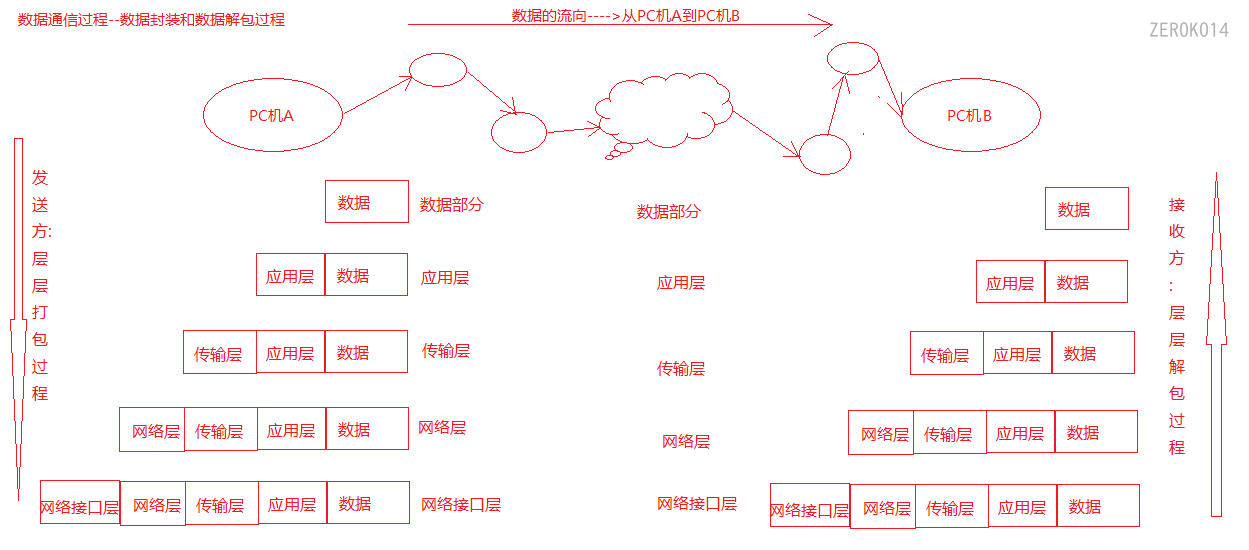 数据通信过程--数据封装和数据解包过程
数据的流向---->从PC机A到PC机B
ZEROK014
PC机A
PC机B
发送方:层层打包过程
数据
数据部分
数据部分
数据
接收方:层层解包过程
应用层 数据
应用层
应用层
应用层 数据
传输层 应用层 数据
传输层
传输层
传输层 应用层 数据
网络层 传输层 应用层 数据
网络层
网络层
网络层 传输层 应用层 数据
网络接口层 网络层 传输层 应用层 数据
网络接口层
网络接口层
网络接口层 网络层 传输层 应用层 数据